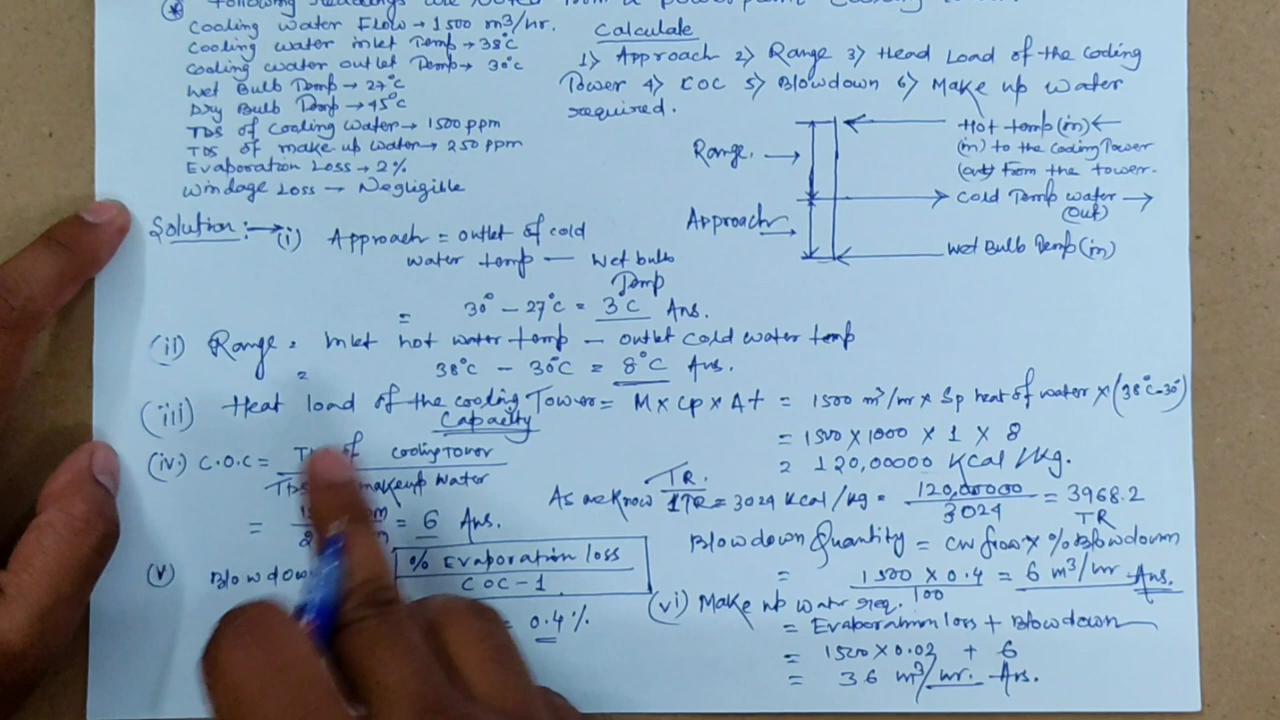 Cooling water Flow → 1500 m3/hr.
Cooling water inlet Temp → 38°C
Cooling water outlet Temp → 30°C
Wet Bulb Temp → 27°C
Dry Bulb Temp → 45°C
TDS of Cooling water → 1500 ppm
TDS of make up water → 250 ppm
Evaporation Loss → 2%
Windage Loss → Negligible
Calculate
1> Approach 2> Range 3> Head Load of the Cooling
Tower 4> COC 5> Blowdown 6> Make up water
required.
Range. →
Approach →
Hot temp (in) ←
(in) to the Cooling Tower
(out) from the tower.
Cold Temp water →
(out)
Wet Bulb Temp (in)
Solution :→ (i) Approach = outlet of cold
water temp — Wet bulb
Temp
= 30° - 27°C = 3°C Ans.
(ii) Range = Inlet hot water temp — outlet cold water temp
= 38°C - 30°C = 8°C Ans.
(iii) Heat load of the cooling Tower = M x Cp x Δt = 1500 m3/hr x Sp heat of water x (38°C-30°)
Capacity
= 1500 x 1000 x 1 x 8
= 120,00000 Kcal/kg.
TR.
As we know 1TR = 3024 Kcal/kg = 120,00000 / 3024 = 3968.2
TR
(iv.) C.O.C = of cooling Tower
makeup water
= = 6 Ans.
(v) Blowdow % Evaporation loss
COC - 1
= 0.4%
Blowdown Quantity = CW flow x % Blowdown
= 1500 x 0.4 / 100 = 6 m3/hr Ans.
(vi) Make up water req.
= Evaporation loss + Blowdown
= 1500 x 0.02 + 6
= 36 m3/hr. Ans.